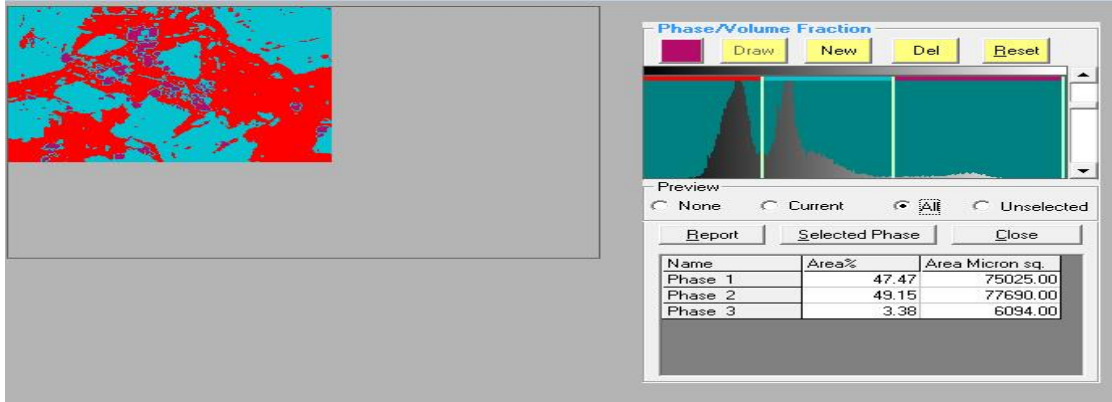 Phase/Volume Fraction
Draw New Del Reset
Preview
None Current All Unselected
Report Selected Phase Close
Name Area% Area Micron sq.
Phase 1 47.47 75025.00
Phase 2 49.15 77690.00
Phase 3 3.38 6094.00